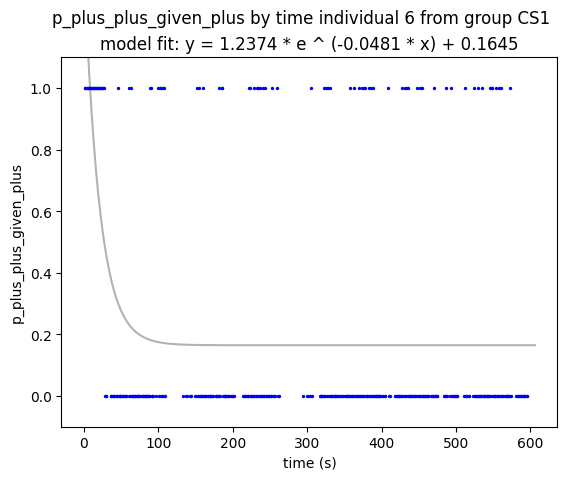 p_plus_plus_given_plus by time individual 6 from group CS1
model fit: y = 1.2374 * e ^ (-0.0481 * x) + 0.1645
1.0
0.8
0.6
0.4
0.2
0.0
p_plus_plus_given_plus
0 100 200 300 400 500 600
time (s)